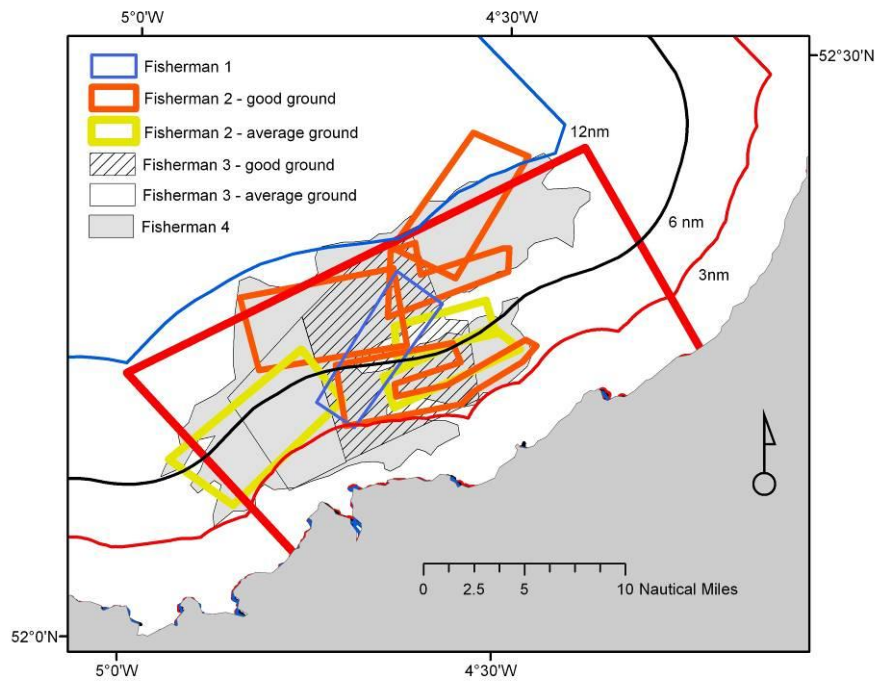 5°0'W 4°30'W
52°30'N
Fisherman 1
Fisherman 2 - good ground
Fisherman 2 - average ground
Fisherman 3 - good ground
Fisherman 3 - average ground
Fisherman 4
12nm
6 nm
3nm
0 2.5 5 10 Nautical Miles
52°0'N
5°0'W 4°30'W